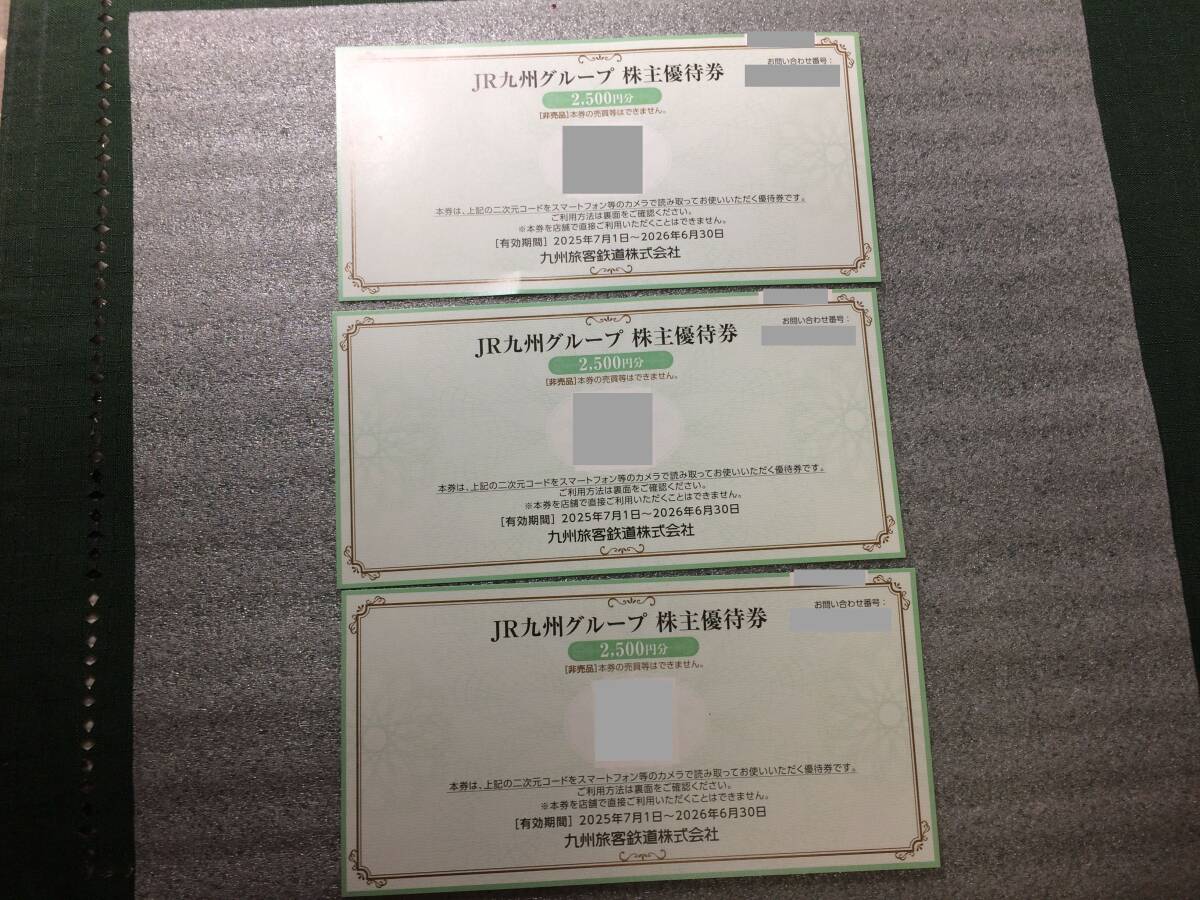 JR九州グループ 株主優待券
お問い合わせ番号：
2,500円分
[非売品]本券の売買等はできません。
本券は、上記の二次元コードをスマートフォン等のカメラで読み取ってお使いいただく優待券です。
ご利用方法は裏面をご確認ください。
※本券を店舗で直接ご利用いただくことはできません。
[有効期間] 2025年7月1日～2026年6月30日
九州旅客鉄道株式会社
JR九州グループ 株主優待券
お問い合わせ番号：
2,500円分
[非売品]本券の売買等はできません。
本券は、上記の二次元コードをスマートフォン等のカメラで読み取ってお使いいただく優待券です。
ご利用方法は裏面をご確認ください。
※本券を店舗で直接ご利用いただくことはできません。
[有効期間] 2025年7月1日～2026年6月30日
九州旅客鉄道株式会社
JR九州グループ 株主優待券
お問い合わせ番号：
2,500円分
[非売品]本券の売買等はできません。
本券は、上記の二次元コードをスマートフォン等のカメラで読み取ってお使いいただく優待券です。
ご利用方法は裏面をご確認ください。
※本券を店舗で直接ご利用いただくことはできません。
[有効期間] 2025年7月1日～2026年6月30日
九州旅客鉄道株式会社